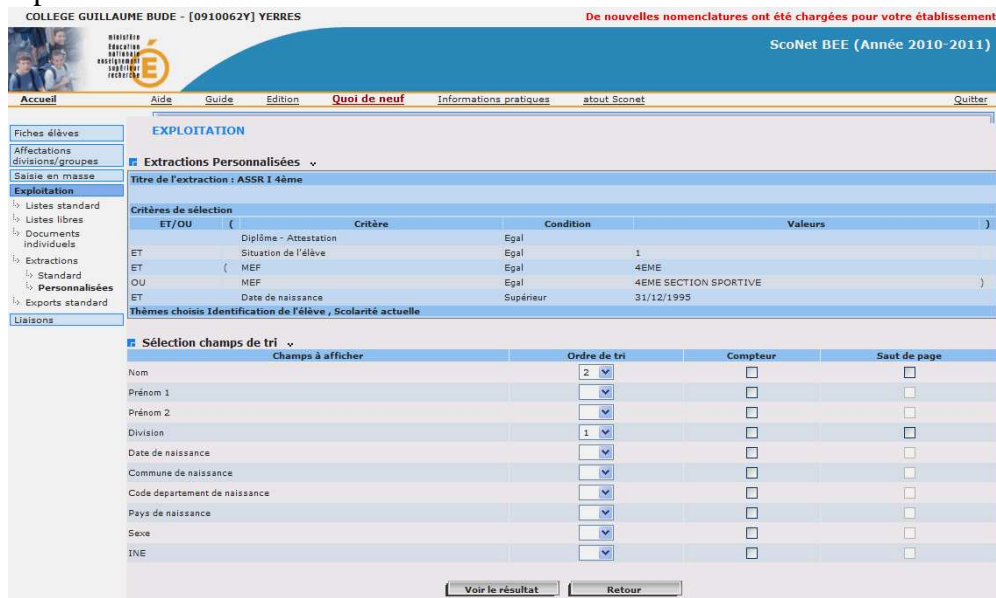 COLLEGE GUILLAUME BUDE - [0910062Y] YERRES
De nouvelles nomenclatures ont été chargées pour votre établissement
ministère
éducation
nationale
enseignement
supérieur
recherche
ScoNet BEE (Année 2010-2011)
Accueil Aide Guide Edition Quoi de neuf Informations pratiques atout Sconet Quitter
Fiches élèves
Affectations
divisions/groupes
Saisie en masse
Exploitation
Listes standard
Listes libres
Documents
individuels
Extractions
Standard
Personnalisées
Exports standard
Liaisons
EXPLOITATION
Extractions Personnalisées
Titre de l'extraction : ASSR I 4ème
Critères de sélection
ET/OU ( Critère Condition Valeurs )
Diplôme - Attestation Egal
ET Situation de l'élève Egal 1
ET ( MEF Egal 4EME
OU MEF Egal 4EME SECTION SPORTIVE )
ET Date de naissance Supérieur 31/12/1995
Thèmes choisis Identification de l'élève , Scolarité actuelle
Sélection champs de tri
Champs à afficher Ordre de tri Compteur Saut de page
Nom 2
Prénom 1
Prénom 2
Division 1
Date de naissance
Commune de naissance
Code departement de naissance
Pays de naissance
Sexe
INE
Voir le résultat Retour